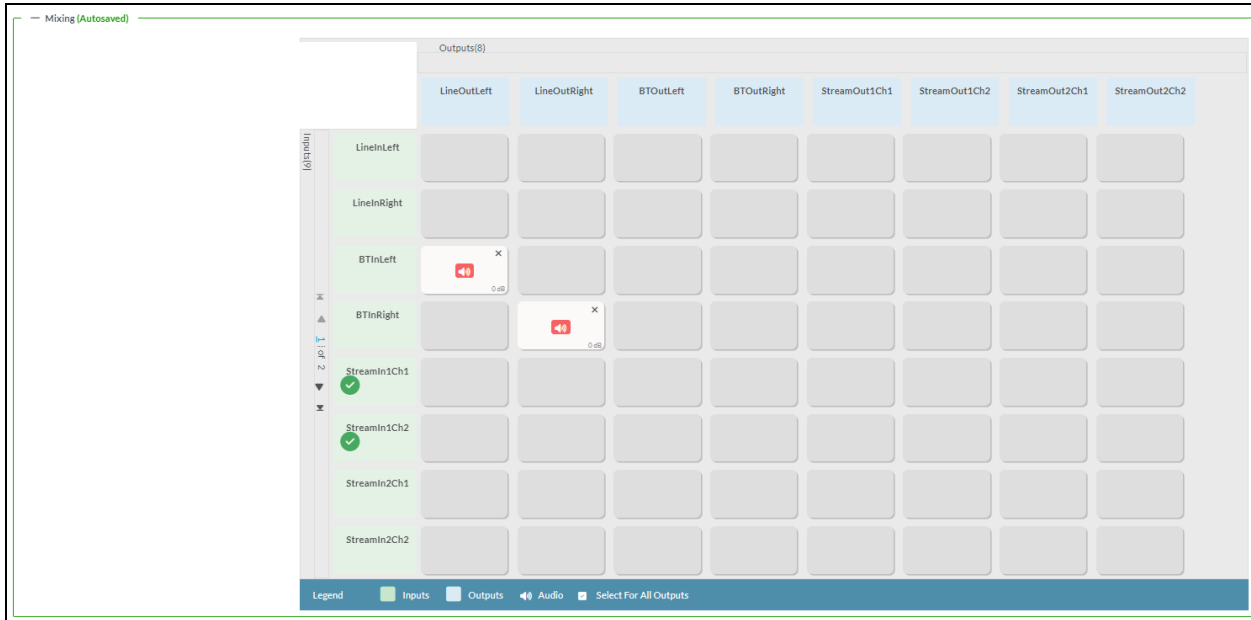 — Mixing (Autosaved)
Outputs(8)
LineOutLeft LineOutRight BTOutLeft BTOutRight StreamOut1Ch1 StreamOut1Ch2 StreamOut2Ch1 StreamOut2Ch2
Inputs(9)
LineInLeft
LineInRight
BTInLeft
0 dB
BTInRight
0 dB
1 of 2
StreamIn1Ch1
StreamIn1Ch2
StreamIn2Ch1
StreamIn2Ch2
Legend Inputs Outputs Audio Select For All Outputs